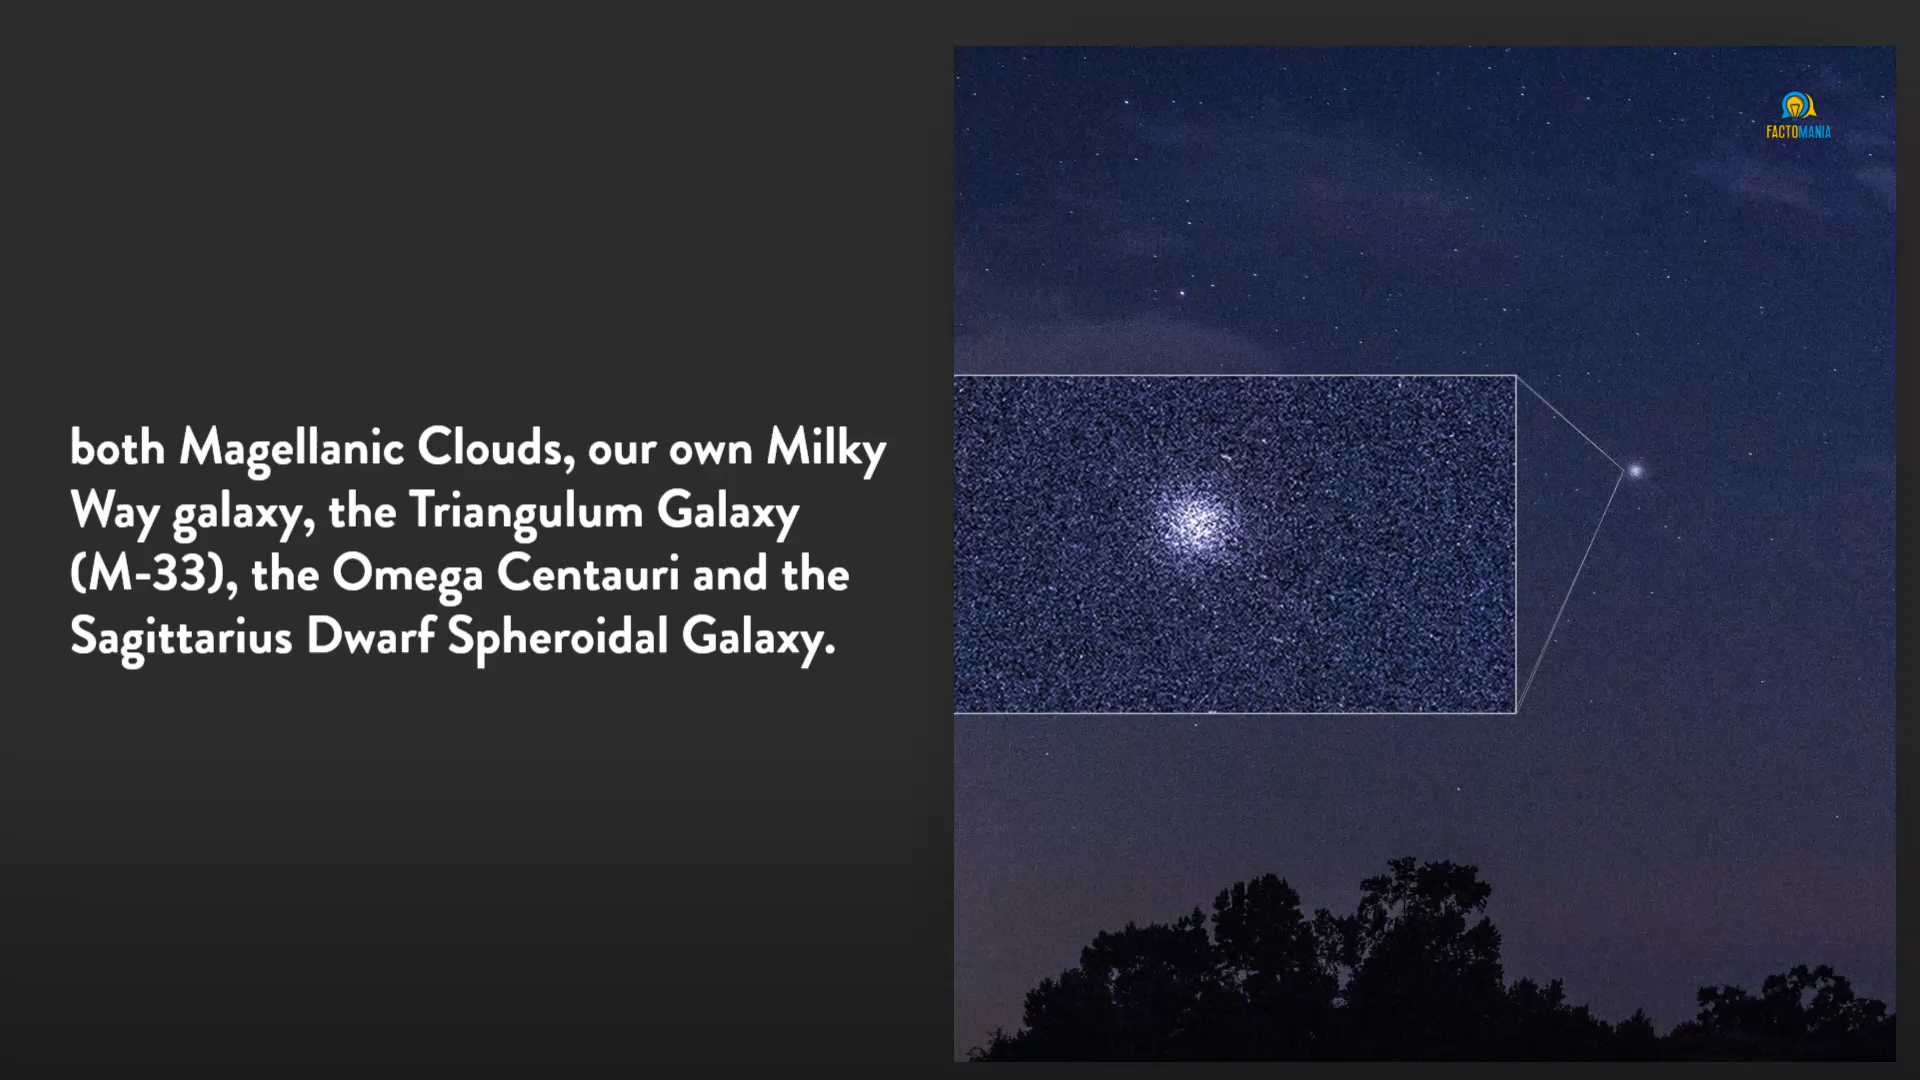 FACTOMANIA
both Magellanic Clouds, our own Milky
Way galaxy, the Triangulum Galaxy
(M-33), the Omega Centauri and the
Sagittarius Dwarf Spheroidal Galaxy.